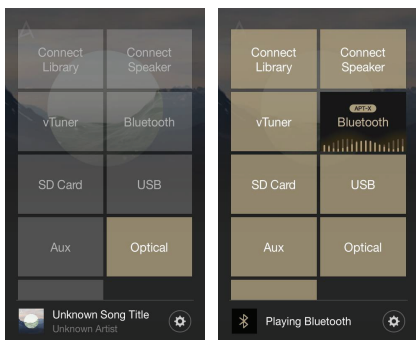 Connect
Library
Connect
Speaker
vTuner
Bluetooth
SD Card
USB
Aux
Optical
Unknown Song Title
Unknown Artist
Connect
Library
Connect
Speaker
vTuner
APT-X
Bluetooth
SD Card
USB
Aux
Optical
Playing Bluetooth